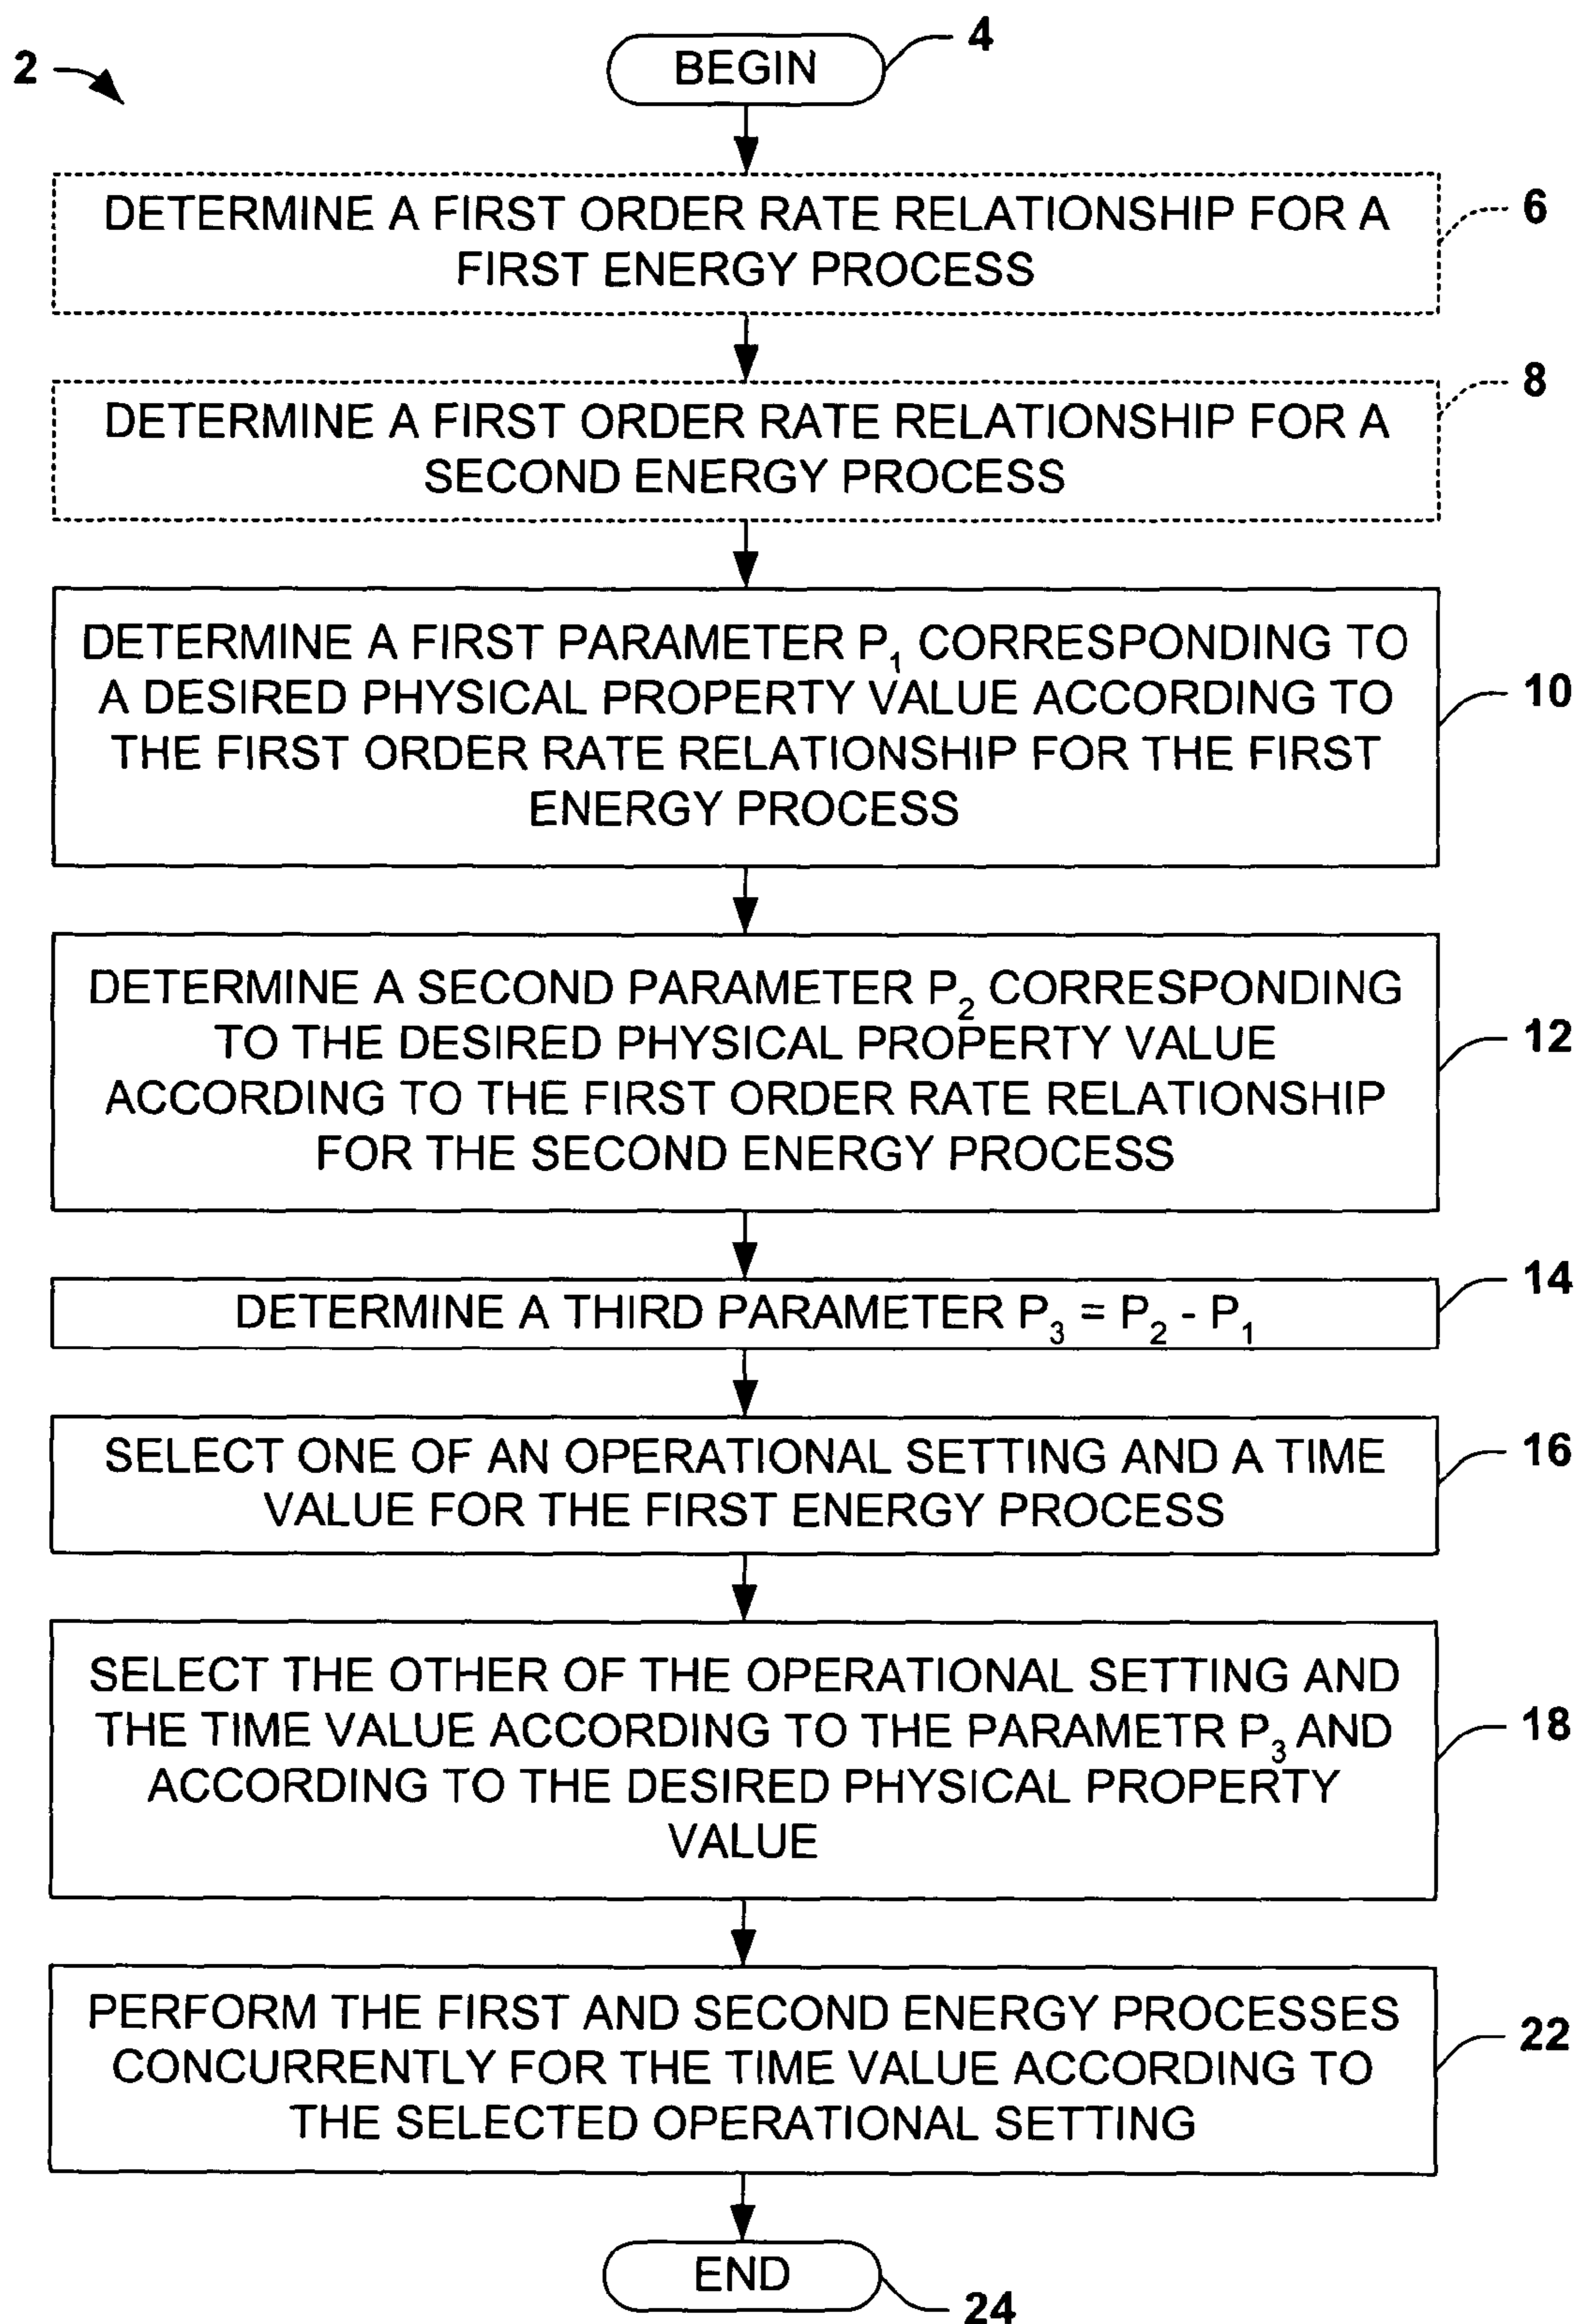 2
BEGIN
4
DETERMINE A FIRST ORDER RATE RELATIONSHIP FOR A
FIRST ENERGY PROCESS
6
DETERMINE A FIRST ORDER RATE RELATIONSHIP FOR A
SECOND ENERGY PROCESS
8
DETERMINE A FIRST PARAMETER P₁ CORRESPONDING TO
A DESIRED PHYSICAL PROPERTY VALUE ACCORDING TO
THE FIRST ORDER RATE RELATIONSHIP FOR THE FIRST
ENERGY PROCESS
10
DETERMINE A SECOND PARAMETER P₂ CORRESPONDING
TO THE DESIRED PHYSICAL PROPERTY VALUE
ACCORDING TO THE FIRST ORDER RATE RELATIONSHIP
FOR THE SECOND ENERGY PROCESS
12
DETERMINE A THIRD PARAMETER P₃ = P₂ - P₁
14
SELECT ONE OF AN OPERATIONAL SETTING AND A TIME
VALUE FOR THE FIRST ENERGY PROCESS
16
SELECT THE OTHER OF THE OPERATIONAL SETTING AND
THE TIME VALUE ACCORDING TO THE PARAMETR P₃ AND
ACCORDING TO THE DESIRED PHYSICAL PROPERTY
VALUE
18
PERFORM THE FIRST AND SECOND ENERGY PROCESSES
CONCURRENTLY FOR THE TIME VALUE ACCORDING TO
THE SELECTED OPERATIONAL SETTING
22
END
24